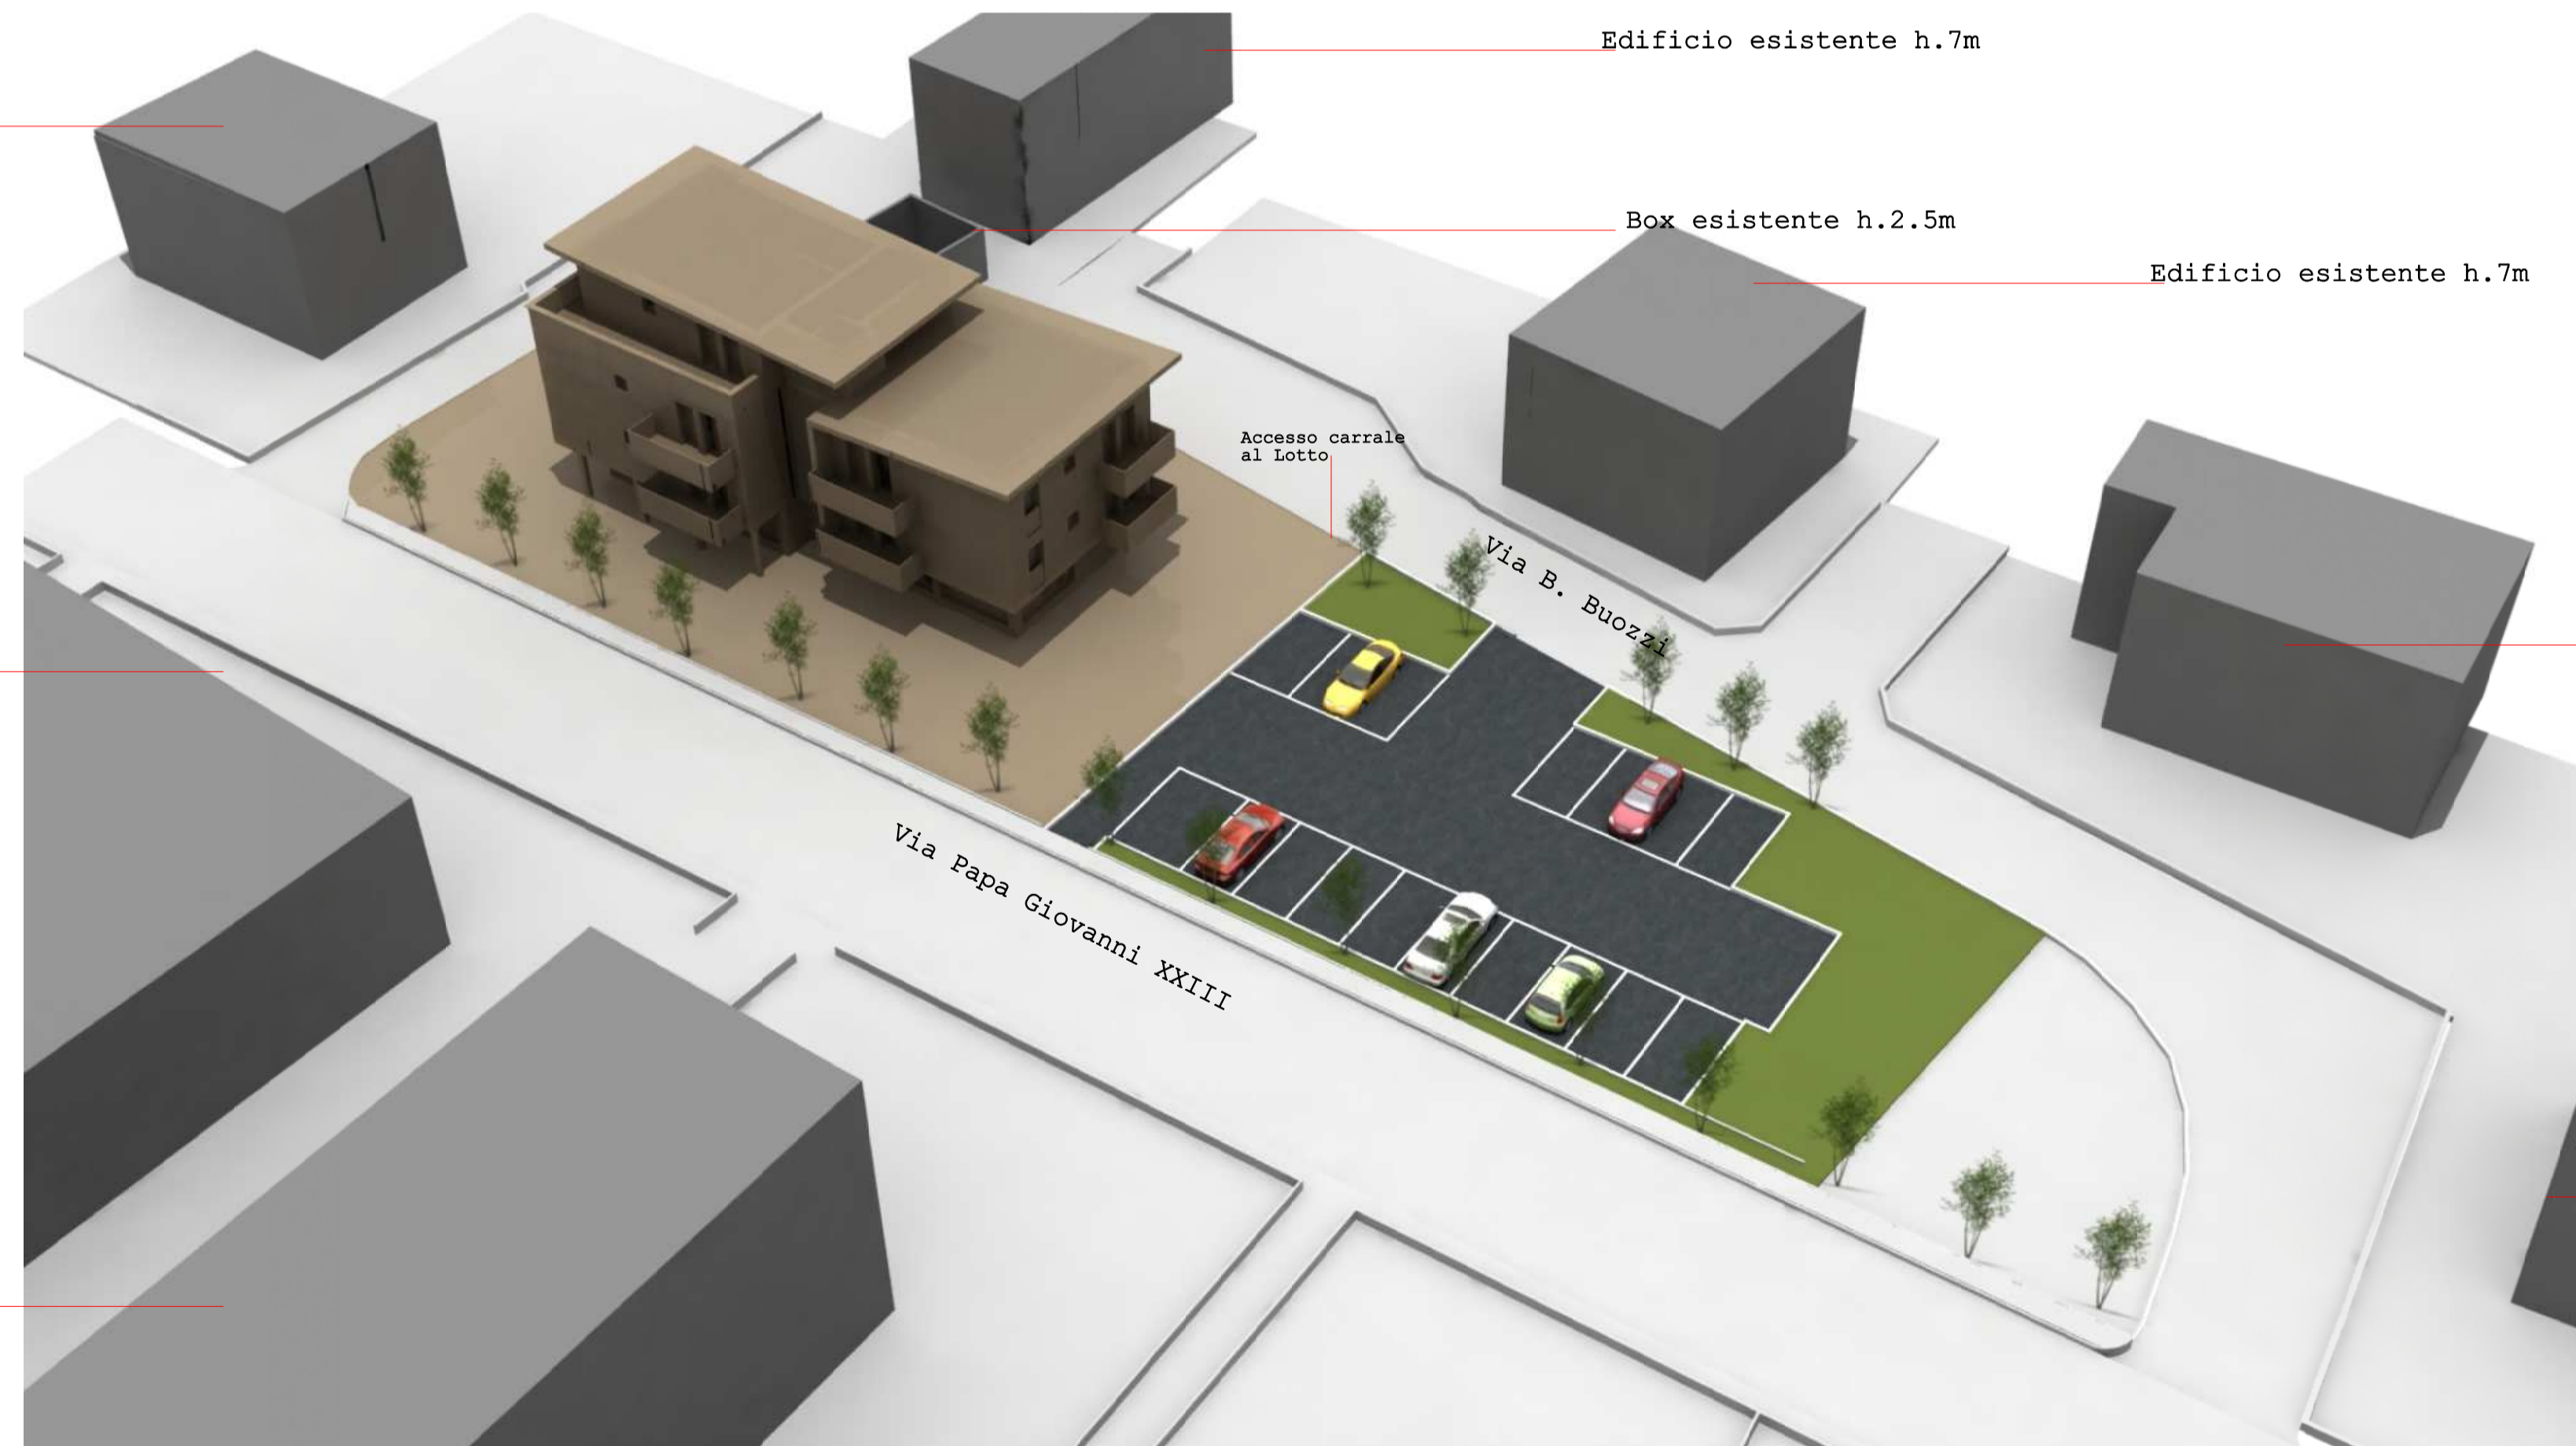 Edificio esistente h.7m
Box esistente h.2.5m
Edificio esistente h.7m
Accesso carrale
al Lotto
Via B. Buozzi
Via Papa Giovanni XXIII